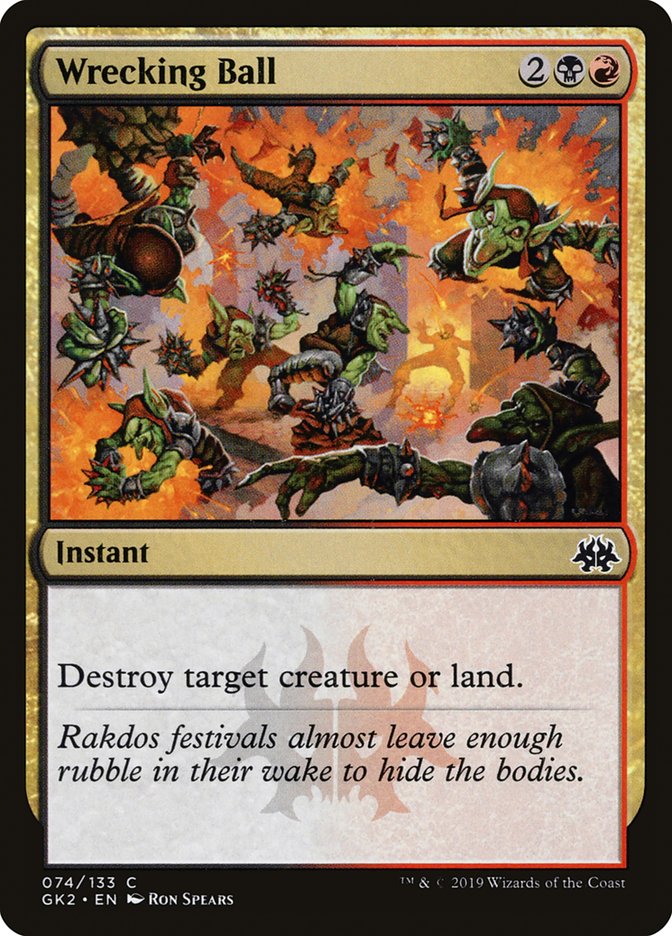 Wrecking Ball 2
Instant
Destroy target creature or land.
Rakdos festivals almost leave enough
rubble in their wake to hide the bodies.
074/133 C
GK2 • EN Ron Spears
™ & © 2019 Wizards of the Coast